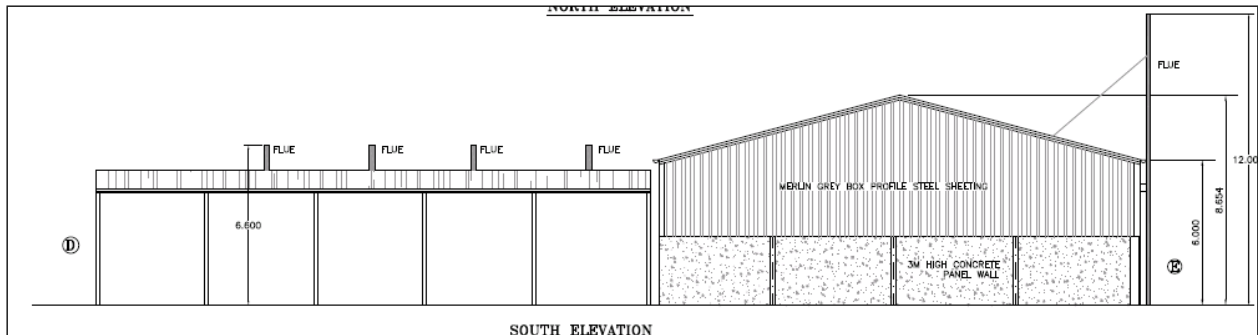 NORTH ELEVATION
FLUE
FLUE
FLUE
FLUE
FLUE
12.00
8.654
6.000
6.600
MERLIN GREY BOX PROFILE STEEL SHEETING
3M HIGH CONCRETE
PANEL WALL
D
E
SOUTH ELEVATION